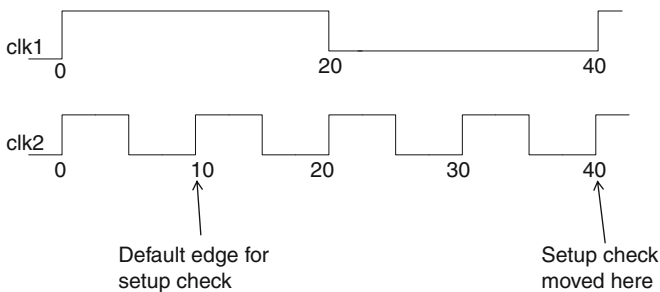 clk1
0 20 40
clk2
0 10 20 30 40
Default edge for
setup check
Setup check
moved here